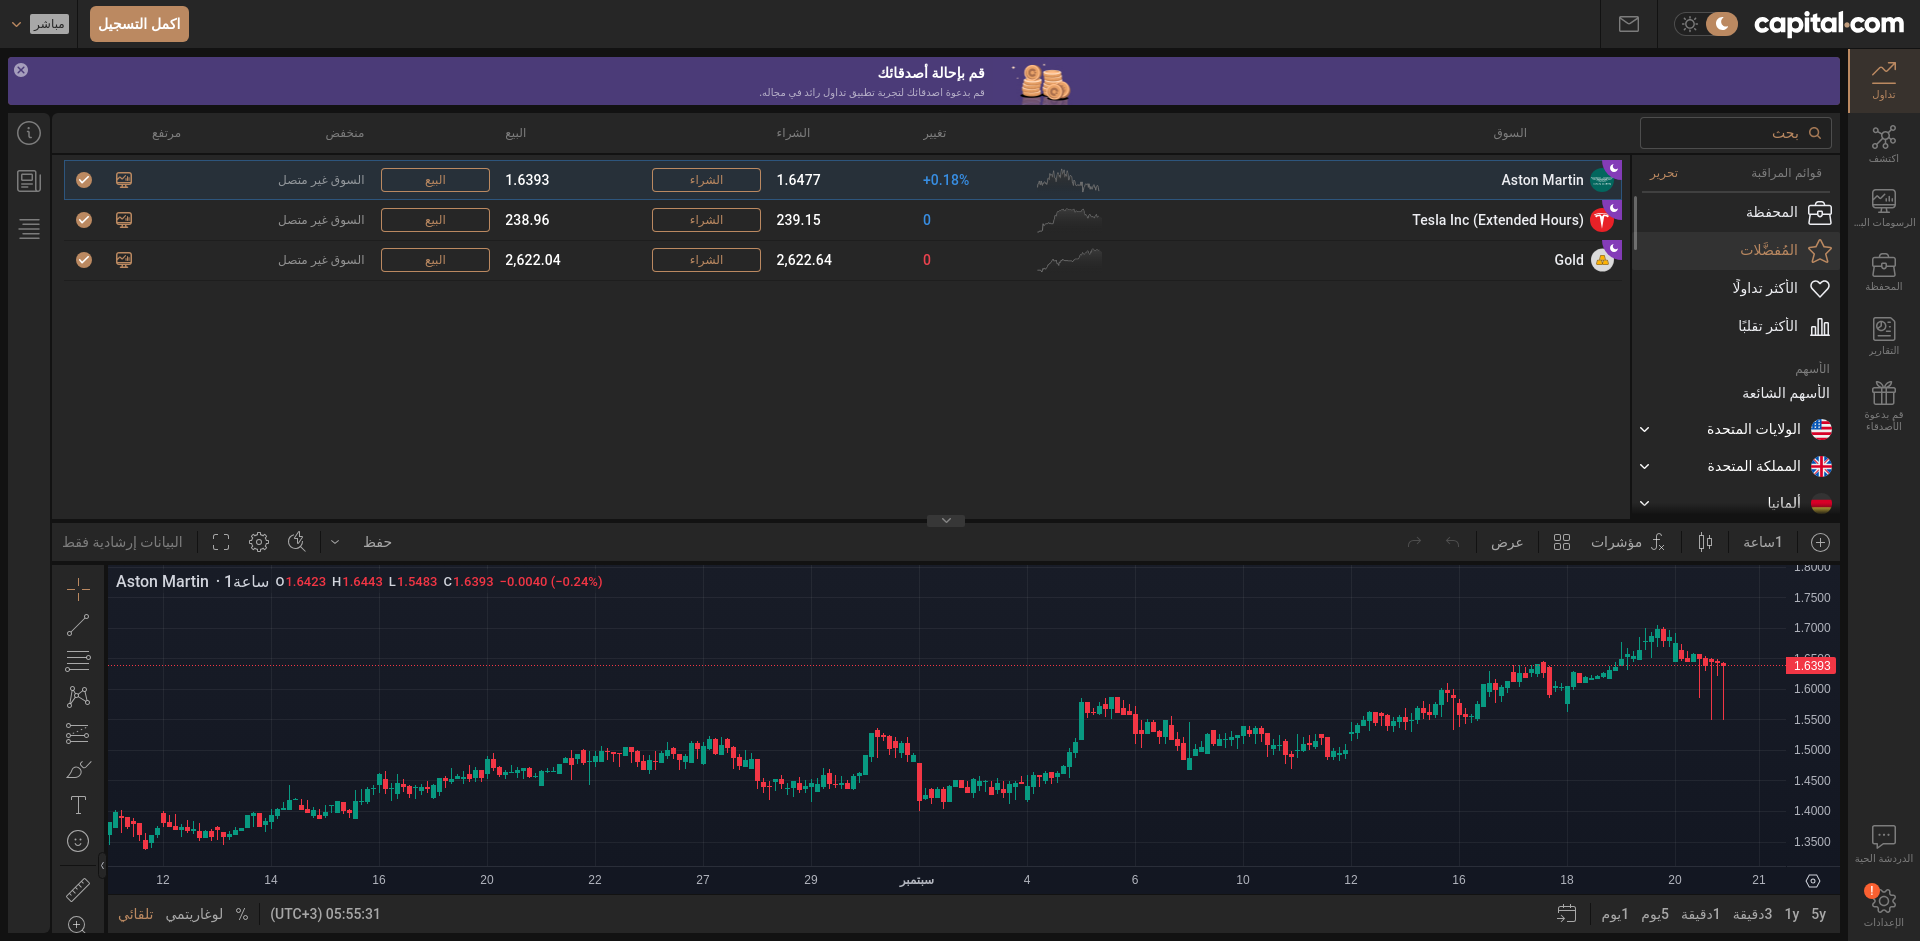 capital.com
اكمل التسجيل
مباشر
قم بإحالة أصدقائك
قم بدعوة اصدقائك لتجربة تطبيق تداول رائد في مجاله.
تداول
اكتشف
الرسومات البـ...
المحفظة
التقارير
قم بدعوة
الأصدقاء
الدردشة الحية
!
الإعدادات
بحث
قوائم المراقبة تحرير
المحفظة
المُفضَّلات
الأكثر تداولًا
الأكثر تقلبًا
الأسهم
الأسهم الشائعة
الولايات المتحدة
المملكة المتحدة
ألمانيا
السوق تغيير الشراء البيع منخفض مرتفع
Aston Martin +0.18% 1.6477 الشراء 1.6393 البيع السوق غير متصل
Tesla Inc (Extended Hours) 0 239.15 الشراء 238.96 البيع السوق غير متصل
Gold 0 2,622.64 الشراء 2,622.04 البيع السوق غير متصل
1ساعة مؤشرات عرض حفظ البيانات إرشادية فقط
Aston Martin · 1ساعة O1.6423 H1.6443 L1.5483 C1.6393 −0.0040 (−0.24%)
1.8000
1.7500
1.7000
1.6393
1.6000
1.5500
1.5000
1.4500
1.4000
1.3500
12 14 16 20 22 27 29 سبتمبر 4 6 10 12 16 18 20 21
تلقائي لوغاريتمي % 05:55:31 (UTC+3)
1يوم 5يوم 1دقيقة 3دقيقة 1y 5y